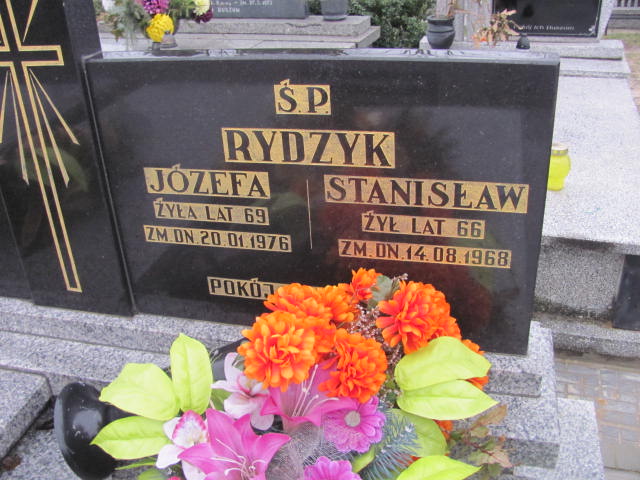 Ś.P.
RYDZYK
JÓZEFA
ŻYŁA LAT 69
ZM.DN.20.01.1976
STANISŁAW
ŻYŁ LAT 66
ZM.DN.14.08.1968
POKÓJ